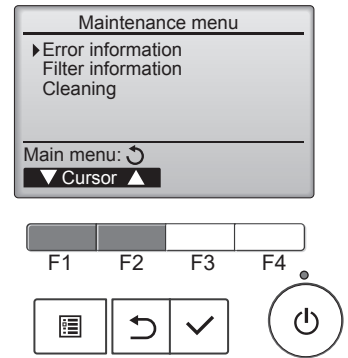 Maintenance menu
Error information
Filter information
Cleaning
Main menu:
▼ Cursor ▲
F1 F2 F3 F4